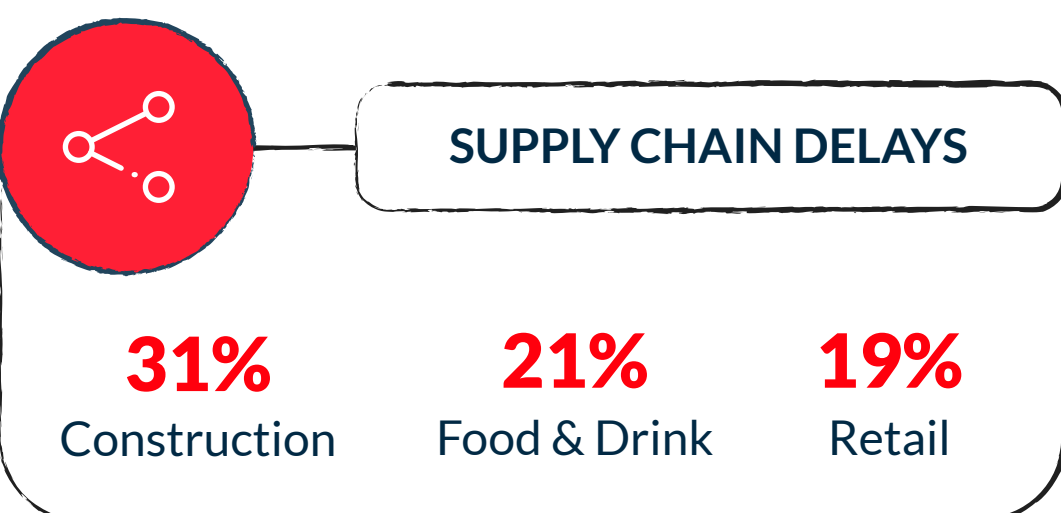 SUPPLY CHAIN DELAYS
31% 21% 19%
Construction Food & Drink Retail